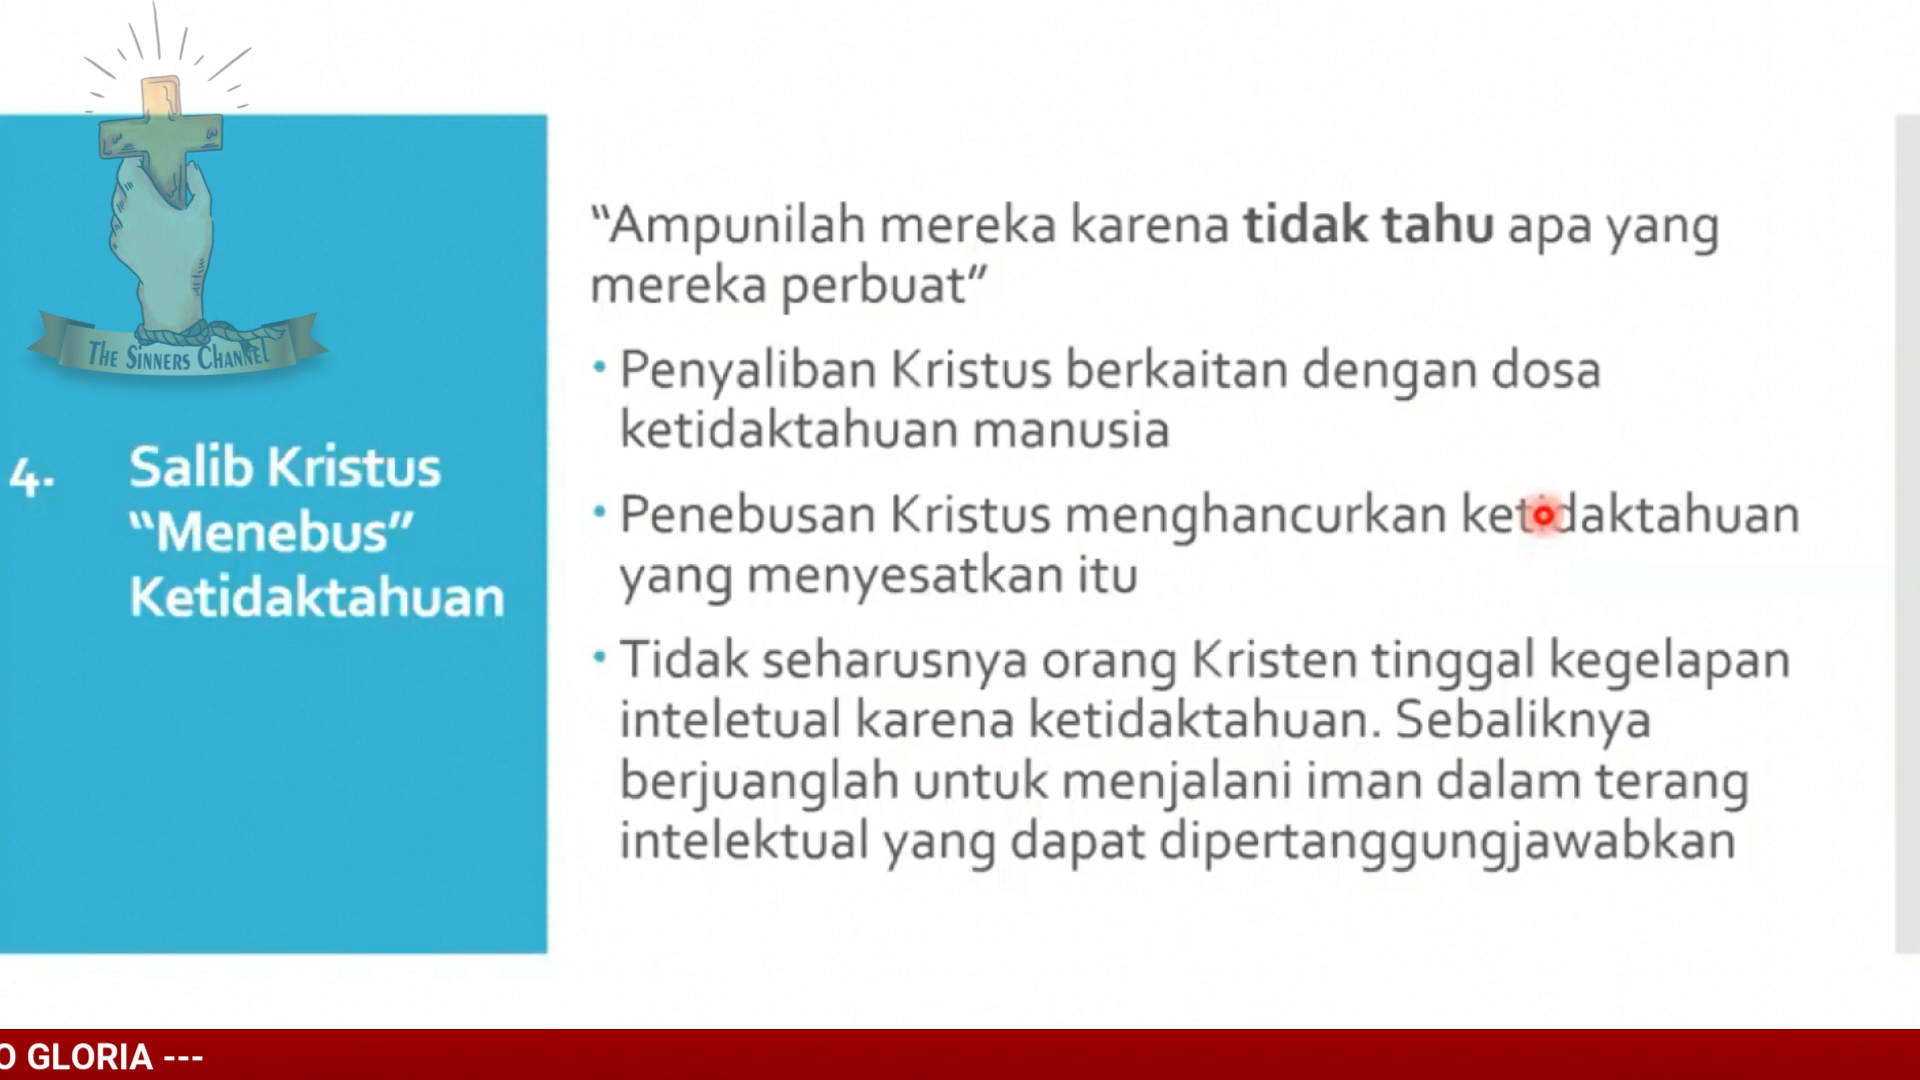 THE SINNERS CHANNEL
4. Salib Kristus
“Menebus”
Ketidaktahuan
“Ampunilah mereka karena tidak tahu apa yang
mereka perbuat”
• Penyaliban Kristus berkaitan dengan dosa
ketidaktahuan manusia
• Penebusan Kristus menghancurkan ketidaktahuan
yang menyesatkan itu
• Tidak seharusnya orang Kristen tinggal kegelapan
inteletual karena ketidaktahuan. Sebaliknya
berjuanglah untuk menjalani iman dalam terang
intelektual yang dapat dipertanggungjawabkan
O GLORIA ---